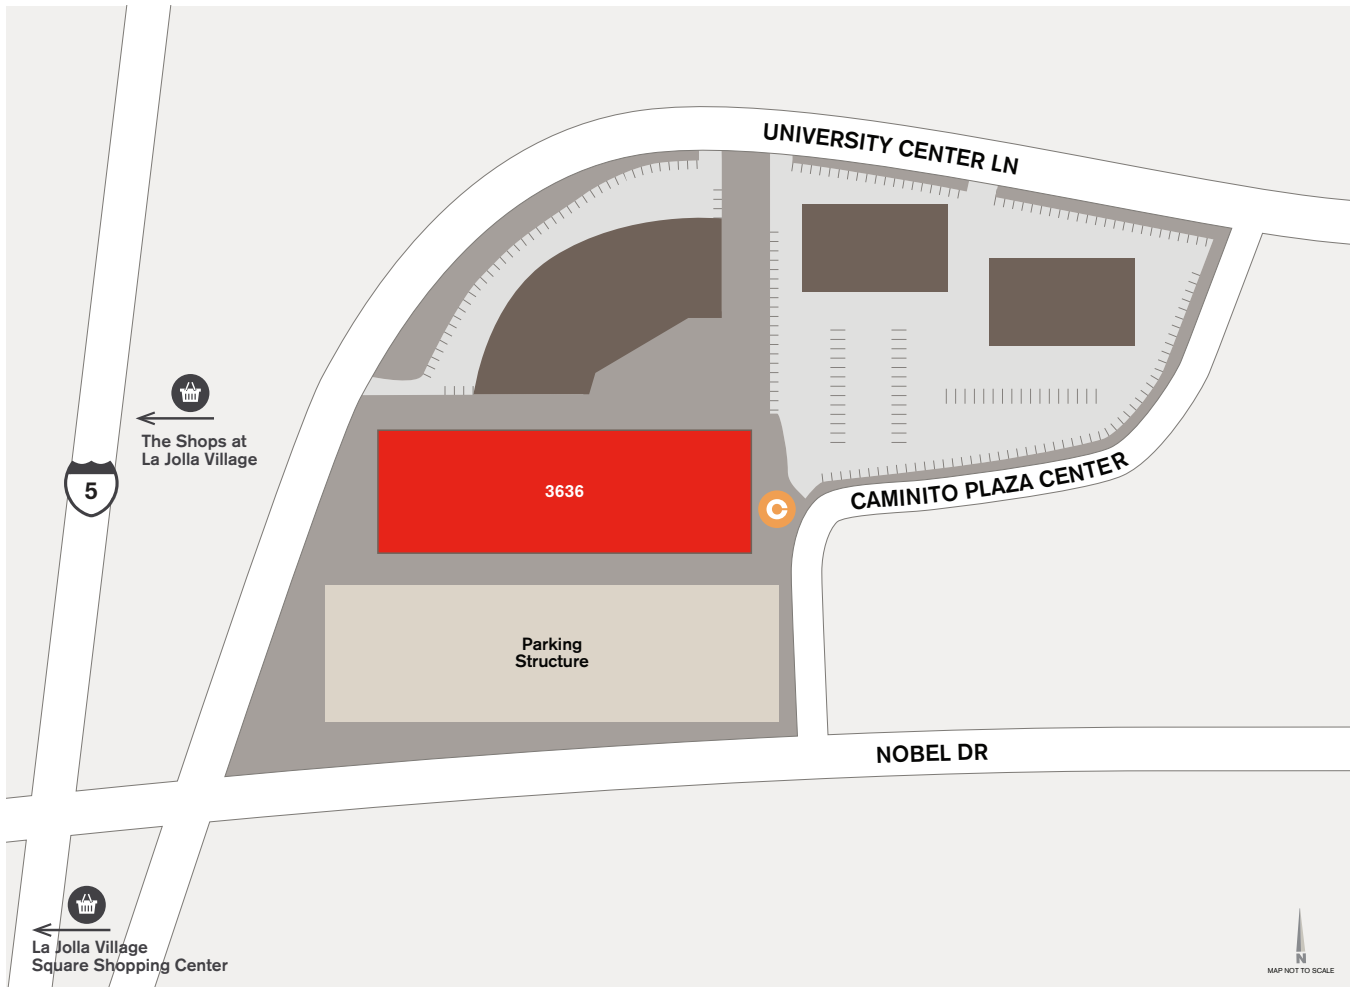 UNIVERSITY CENTER LN
The Shops at
La Jolla Village
5
3636
CAMINITO PLAZA CENTER
Parking
Structure
NOBEL DR
La Jolla Village
Square Shopping Center
N
MAP NOT TO SCALE